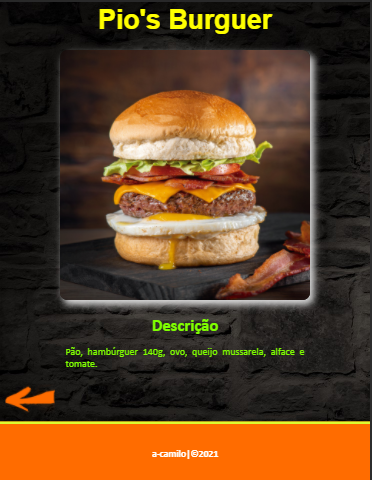 Pio's Burguer
Descrição
Pão, hambúrguer 140g, ovo, queijo mussarela, alface e
tomate.
a-camilo|©2021